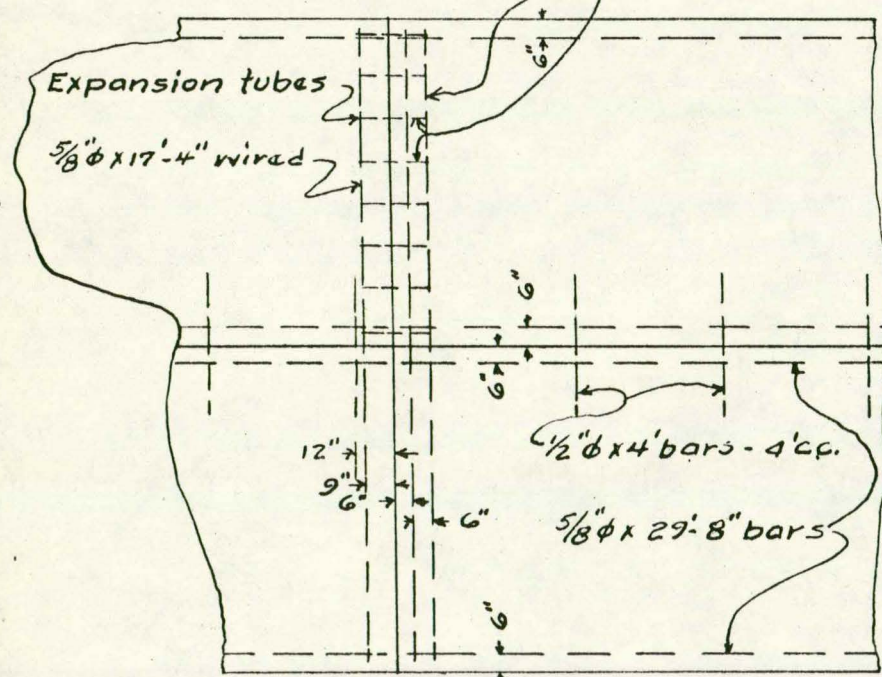 6"
Expansion tubes
5/8"φ x 17'-4" wired
6"
6"
12"
9"
6"
6"
1/2"φ x 4' bars - 4'cc.
5/8"φ x 29'-8" bars
6"